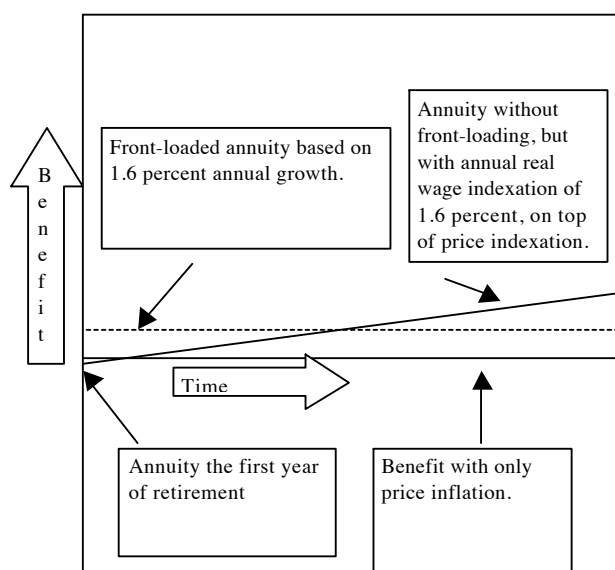 Front-loaded annuity based on
1.6 percent annual growth.
Annuity without
front-loading, but
with annual real
wage indexation of
1.6 percent, on top
of price indexation.
Benefit
Time
Annuity the first year
of retirement
Benefit with only
price inflation.